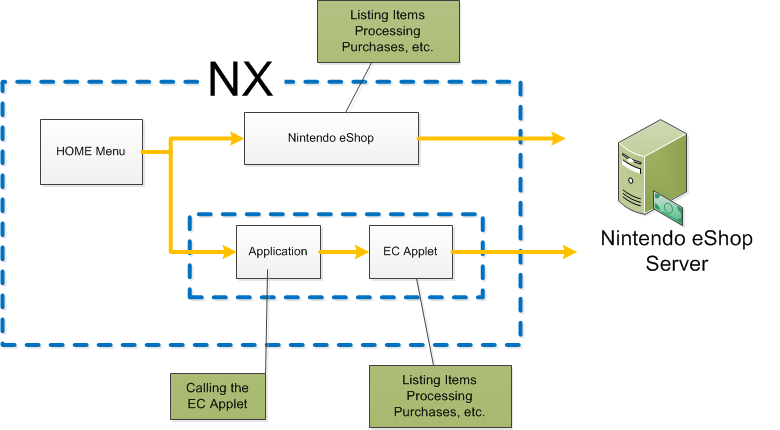 Listing Items
Processing
Purchases, etc.
NX
HOME Menu
Nintendo eShop
Application
EC Applet
Nintendo eShop
Server
Calling the
EC Applet
Listing Items
Processing
Purchases, etc.